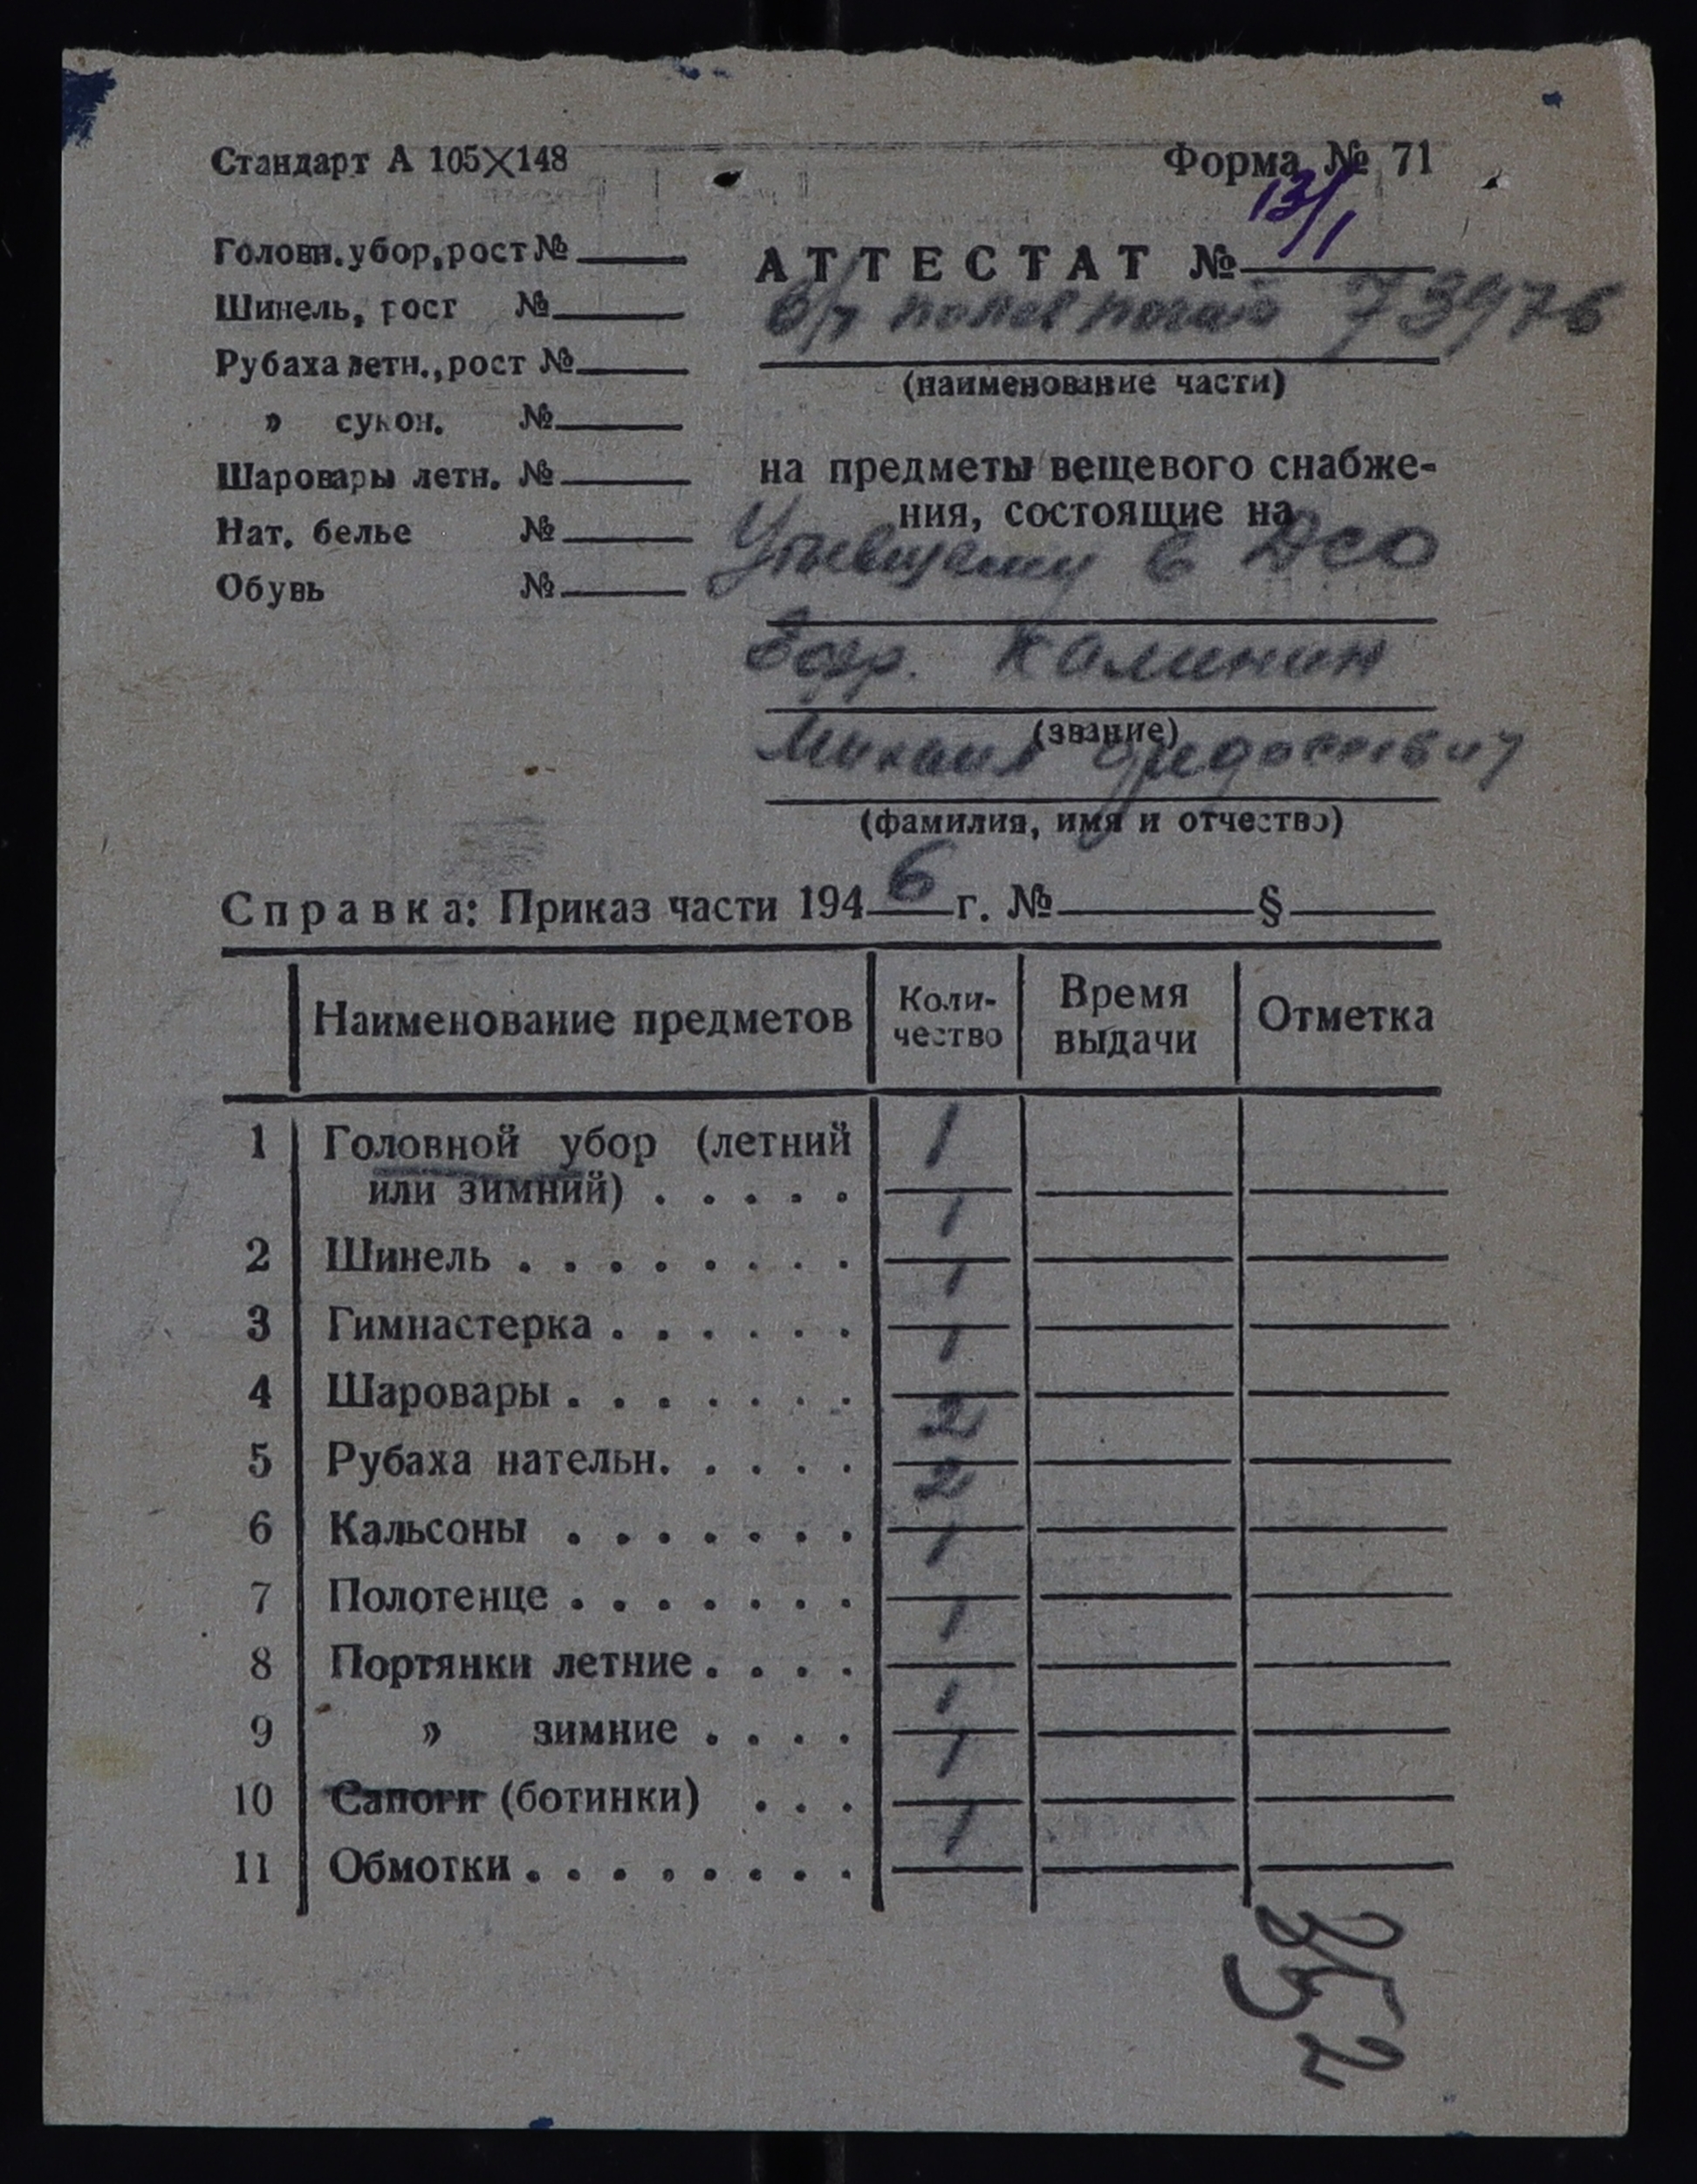 Стандарт А 105×148
Форма № 71
Головн. убор, рост №
Шинель, рост №
Рубаха летн., рост №
» сукон. №
Шаровары летн. №
Нат. белье №
Обувь №
13/1
АТТЕСТАТ №
В/ч полев почта 73976
(наименование части)
на предметы вещевого снабже-
ния, состоящие на
Убывшему в ДСО
Калинин
(звание)
Михаил
(фамилия, имя и отчество)
Справка: Приказ части 1946 г. № §
Наименование предметов Коли- Время Отметка
чество выдачи
1 Головной убор (летний 1
или зимний) . . . . .
2 Шинель . . . . . . . . 1
3 Гимнастерка . . . . . . 1
4 Шаровары . . . . . . . 1
5 Рубаха нательн. . . . . 2
6 Кальсоны . . . . . . . 2
7 Полотенце . . . . . . . 1
8 Портянки летние . . . . 1
9 » зимние . . . . 1
10 Сапоги (ботинки) . . . 1
11 Обмотки . . . . . . . . 1
352